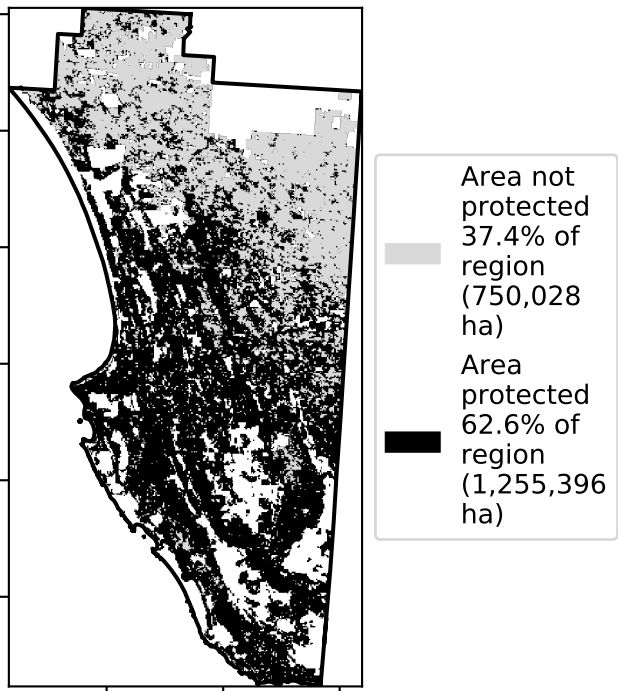 Area not
protected
37.4% of
region
(750,028
ha)
Area
protected
62.6% of
region
(1,255,396
ha)